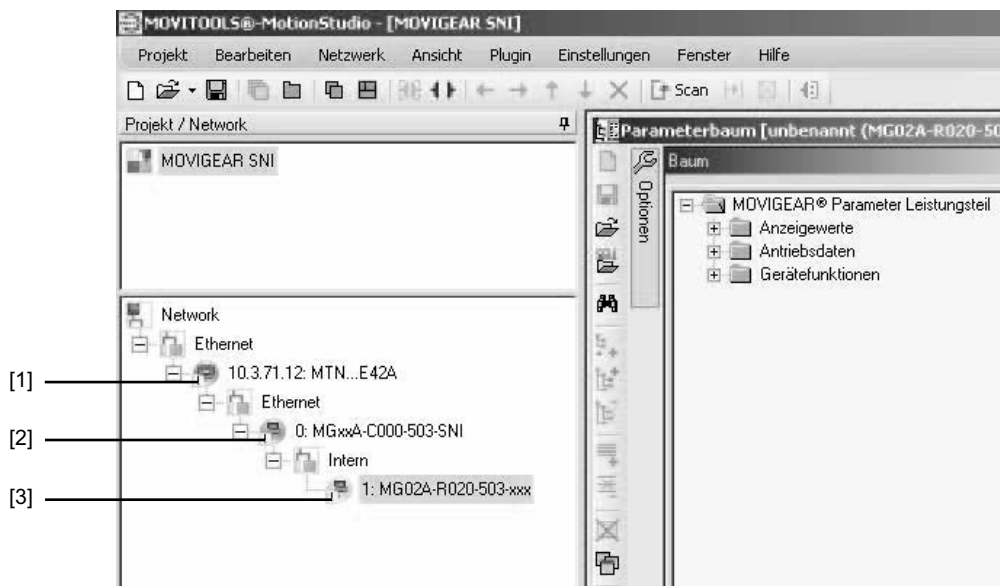 MOVITOOLS®-MotionStudio - [MOVIGEAR SNI]
Projekt Bearbeiten Netzwerk Ansicht Plugin Einstellungen Fenster Hilfe
Scan
Projekt / Network
MOVIGEAR SNI
Network
Ethernet
[1] 10.3.71.12: MTN...E42A
Ethernet
[2] 0: MGxxA-C000-503-SNI
Intern
[3] 1: MG02A-R020-503-xxx
Parameterbaum [unbenannt (MG02A-R020-50
Optionen
Baum
MOVIGEAR® Parameter Leistungsteil
Anzeigewerte
Antriebsdaten
Gerätefunktionen